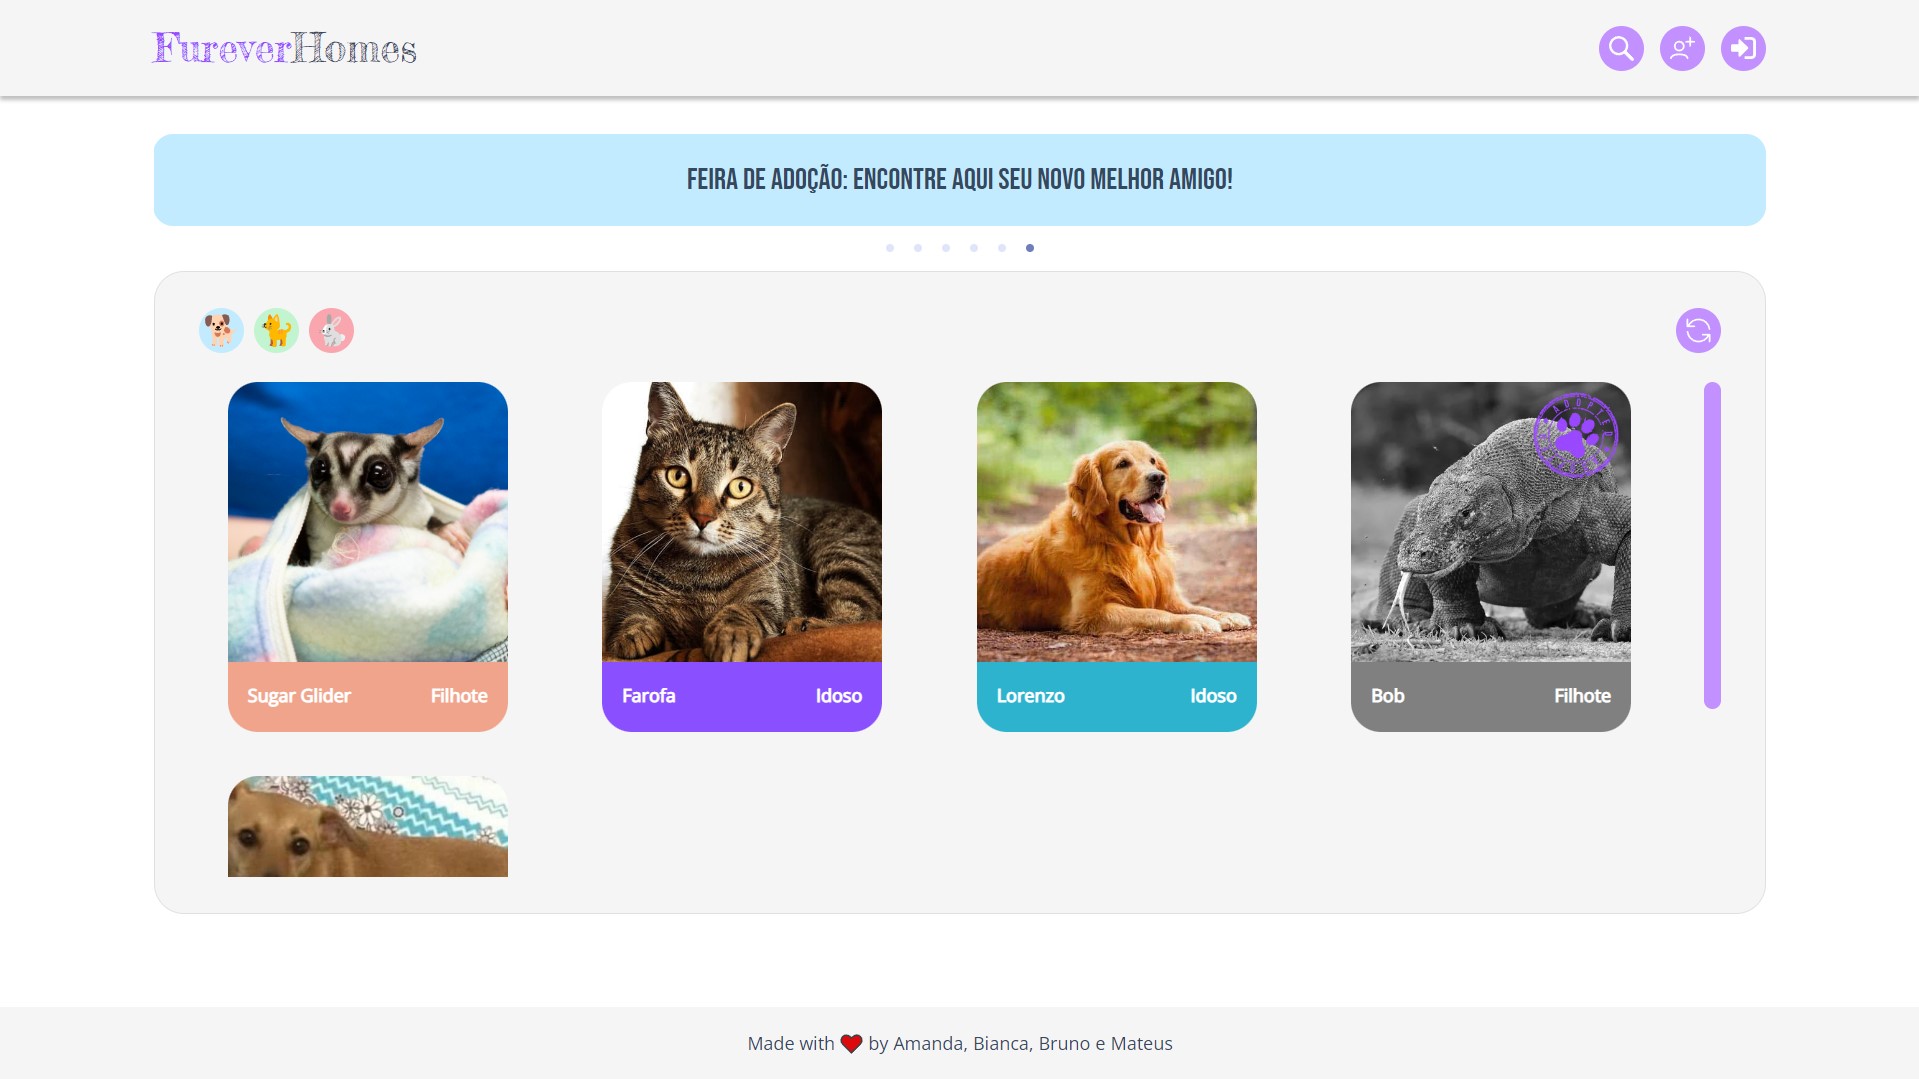 FureverHomes
FEIRA DE ADOÇÃO: ENCONTRE AQUI SEU NOVO MELHOR AMIGO!
ADOPTED
Sugar Glider Filhote
Farofa Idoso
Lorenzo Idoso
Bob Filhote
Made with ❤ by Amanda, Bianca, Bruno e Mateus